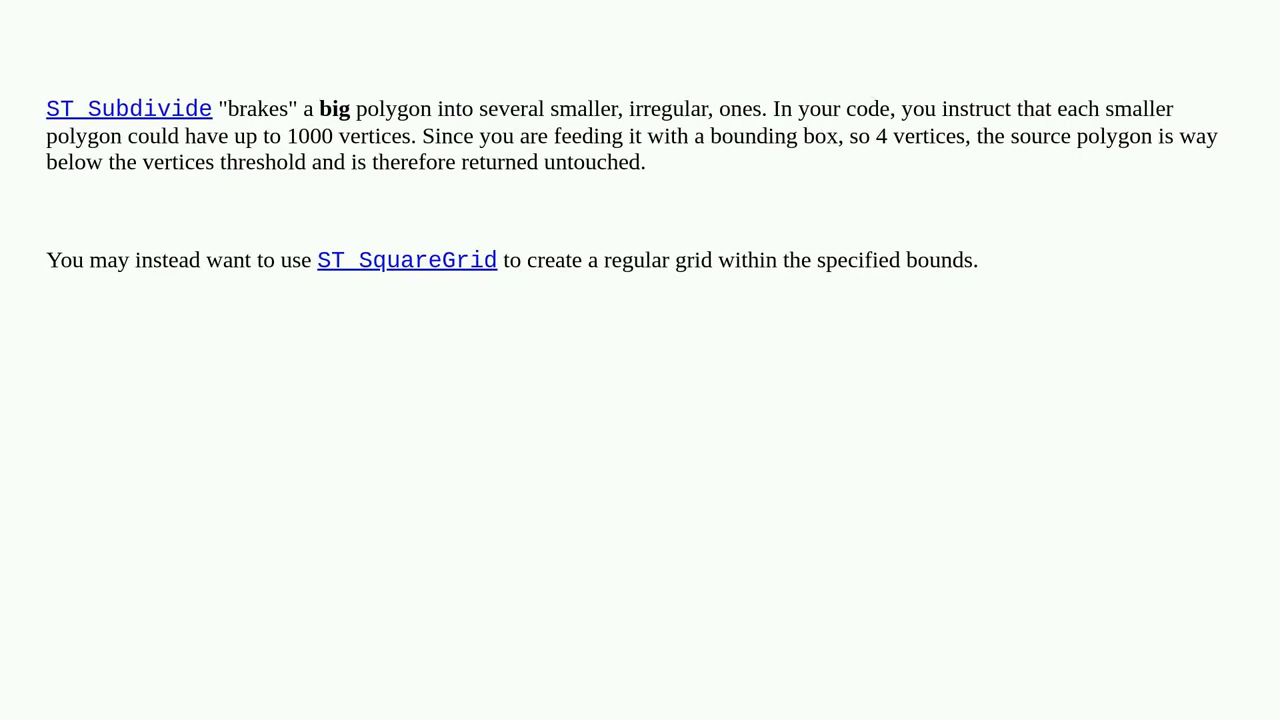 ST_Subdivide "brakes" a big polygon into several smaller, irregular, ones. In your code, you instruct that each smaller
polygon could have up to 1000 vertices. Since you are feeding it with a bounding box, so 4 vertices, the source polygon is way
below the vertices threshold and is therefore returned untouched.
You may instead want to use ST_SquareGrid to create a regular grid within the specified bounds.